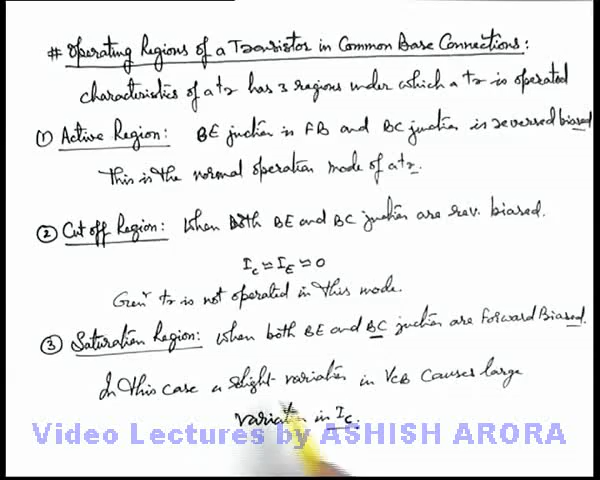 # Operating Regions of a Transistor in Common Base Connections:
characteristics of a tr has 3 regions under which a tr is operated
(1) Active Region: BE junction is FB and BC junction is reversed biased
This is the normal operation mode of a tr.
(2) Cut off Region: When both BE and BC junction are rev. biased.
Ic ≈ IE ≈ 0
Genˡ tr is not operated in this mode.
(3) Saturation Region: When both BE and BC junction are Forward Biased.
In this case a slight variation in VCB causes large
variation in Ic.
Video Lectures by ASHISH ARORA